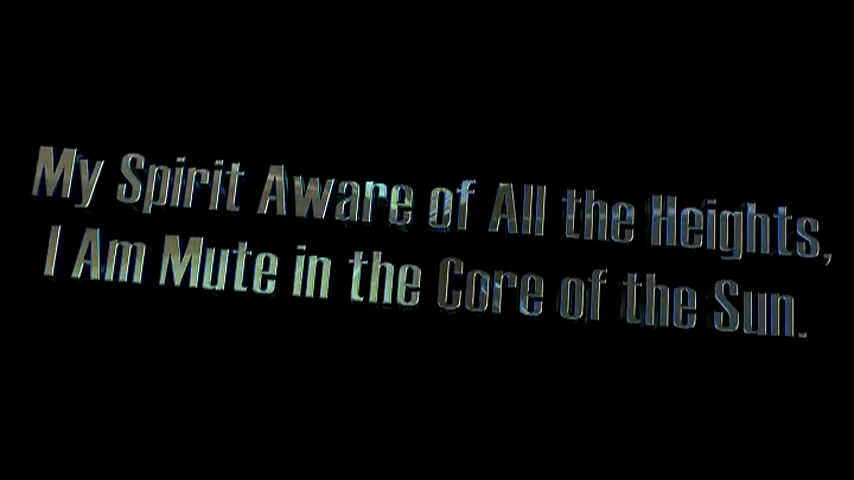 My Spirit Aware of All the Heights,
I Am Mute in the Core of the Sun.